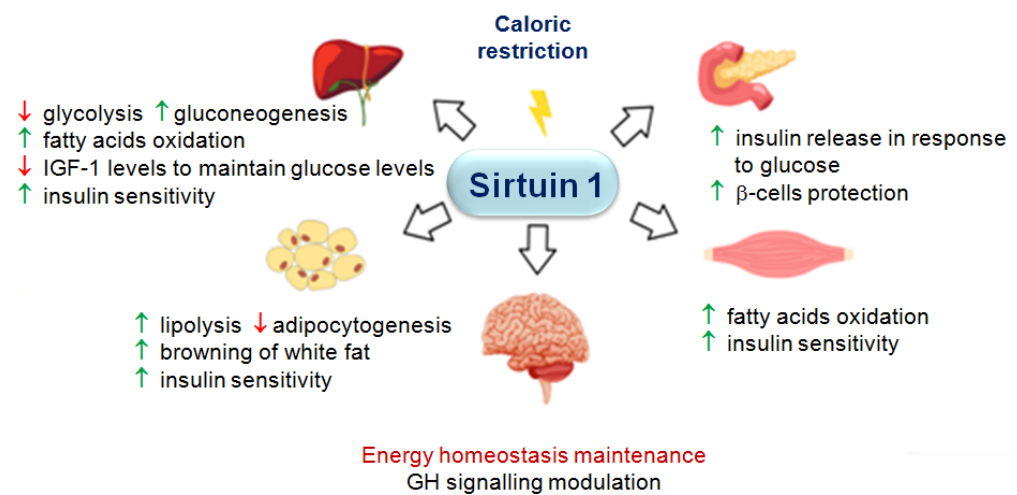 Caloric
restriction
↓ glycolysis ↑ gluconeogenesis
↑ fatty acids oxidation
↓ IGF-1 levels to maintain glucose levels
↑ insulin sensitivity
↑ insulin release in response
to glucose
↑ β-cells protection
Sirtuin 1
↑ lipolysis ↓ adipocytogenesis
↑ browning of white fat
↑ insulin sensitivity
↑ fatty acids oxidation
↑ insulin sensitivity
Energy homeostasis maintenance
GH signalling modulation